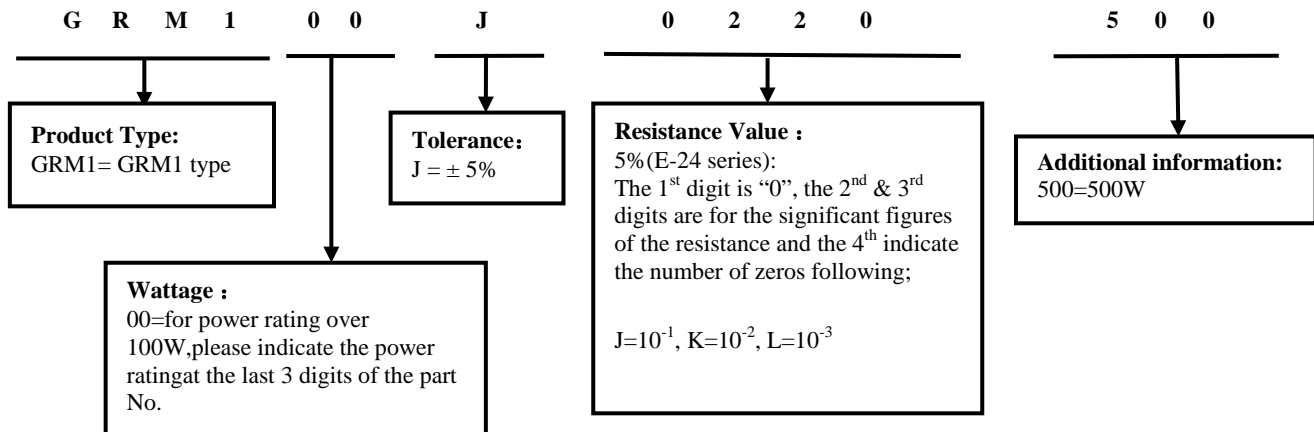 G R M 1 0 0 J 0 2 2 0 5 0 0
Product Type:
GRM1= GRM1 type
Tolerance：
J = ± 5%
Resistance Value：
5%(E-24 series):
The 1st digit is “0”, the 2nd & 3rd
digits are for the significant figures
of the resistance and the 4th indicate
the number of zeros following;
J=10-1, K=10-2, L=10-3
Additional information:
500=500W
Wattage：
00=for power rating over
100W,please indicate the power
ratingat the last 3 digits of the part
No.